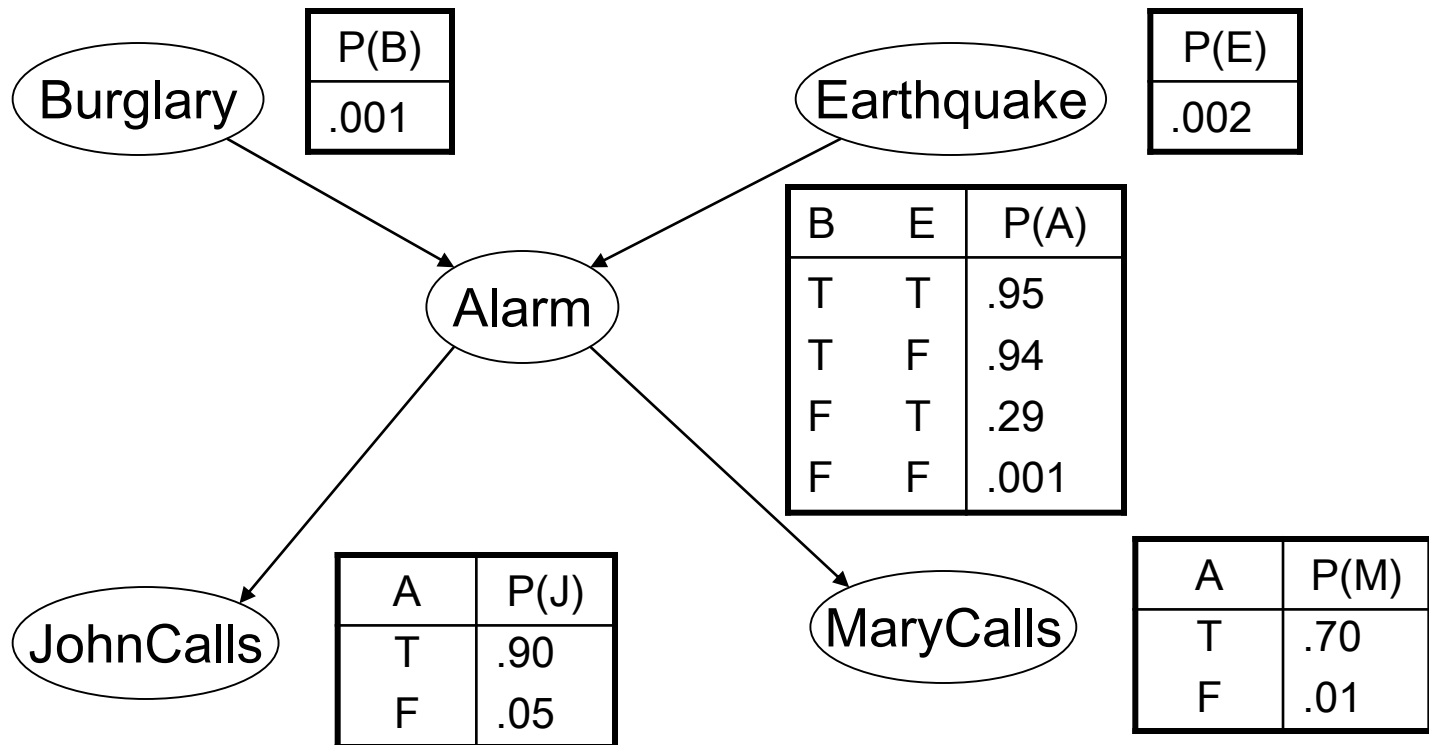 Burglary
P(B)
.001
Earthquake
P(E)
.002
Alarm
B E P(A)
T T .95
T F .94
F T .29
F F .001
JohnCalls
A P(J)
T .90
F .05
MaryCalls
A P(M)
T .70
F .01